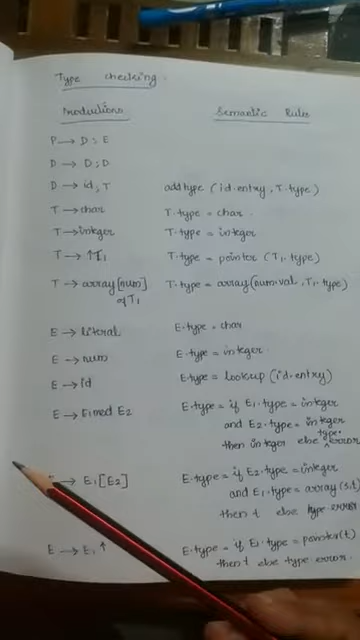 Type checking.
Productions Semantic Rules
P → D ; E
D → D ; D
D → id, T addtype (id.entry, T.type)
T → char T.type = char.
T → integer T.type = integer
T → ↑T1 T.type = pointer (T1.type)
T → array[num] T.type = array(num.val, T1.type)
of T1
E → literal E.type = char
E → num E.type = integer.
E → id E.type = lookup (id.entry)
E → E1 mod E2 E.type = if E1.type = integer
and E2.type = integer
then integer else type error
→ E1 [E2] E.type = if E2.type = integer
and E1.type = array(s,t)
then t else type error
E → E1 ↑ E.type = if E1.type = pointer(t)
then t else type error.